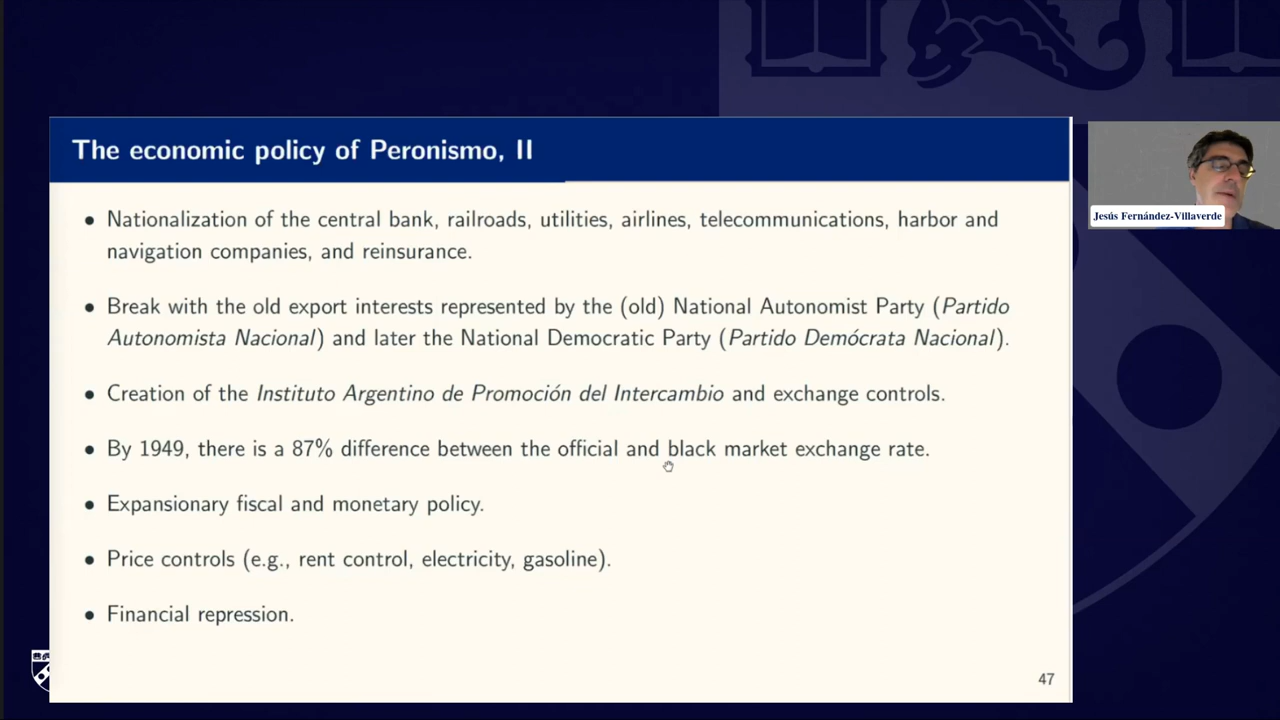 The economic policy of Peronismo, II
• Nationalization of the central bank, railroads, utilities, airlines, telecommunications, harbor and
navigation companies, and reinsurance.
• Break with the old export interests represented by the (old) National Autonomist Party (Partido
Autonomista Nacional) and later the National Democratic Party (Partido Demócrata Nacional).
• Creation of the Instituto Argentino de Promoción del Intercambio and exchange controls.
• By 1949, there is a 87% difference between the official and black market exchange rate.
• Expansionary fiscal and monetary policy.
• Price controls (e.g., rent control, electricity, gasoline).
• Financial repression.
47
Jesús Fernández-Villaverde